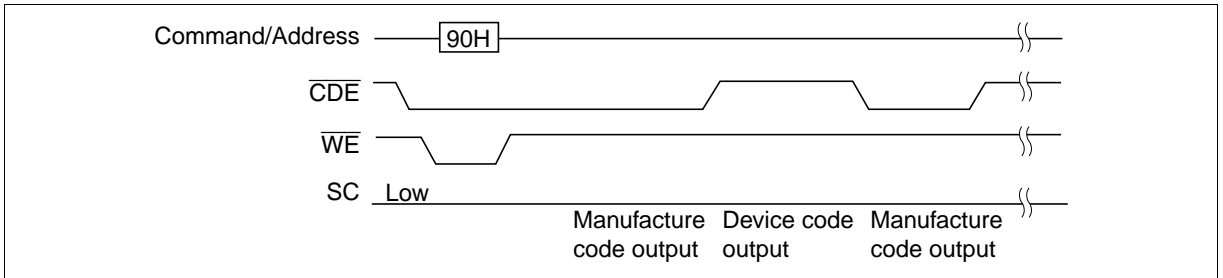 Command/Address 90H
CDE
WE
SC Low
Manufacture code output
Device code output
Manufacture code output